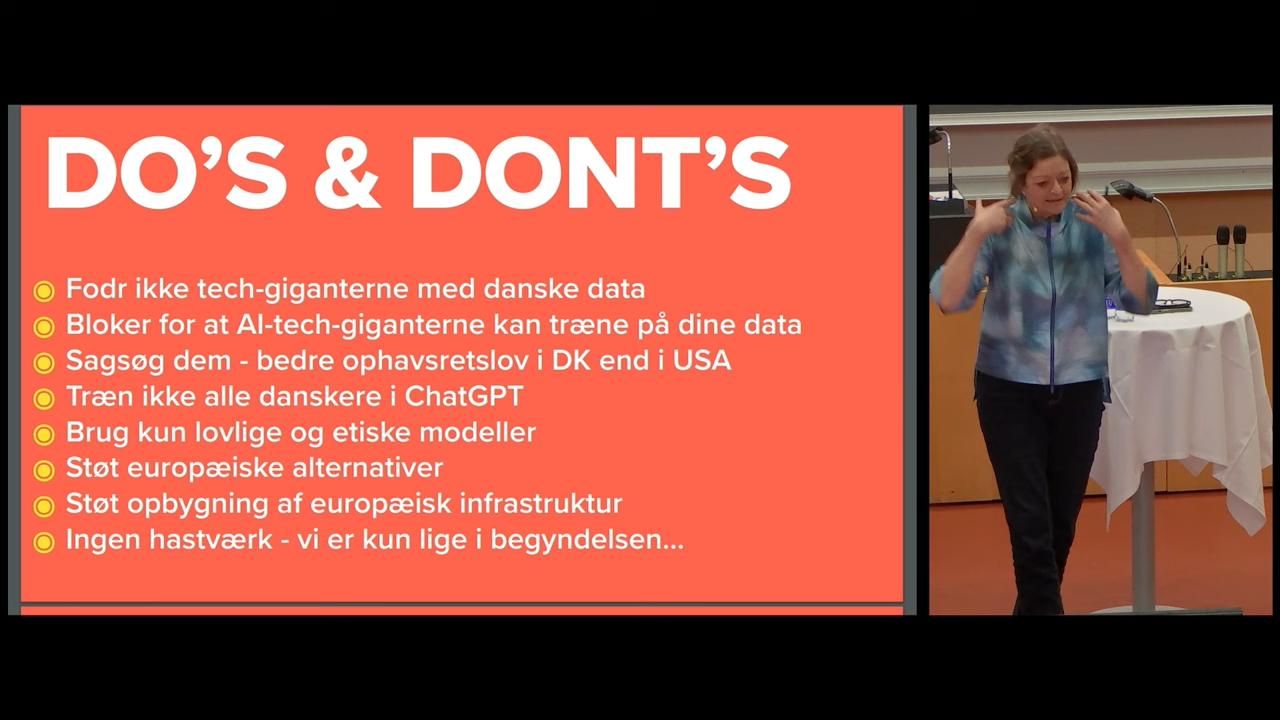 DO'S & DONT'S
Fodr ikke tech-giganterne med danske data
Bloker for at AI-tech-giganterne kan træne på dine data
Sagsøg dem - bedre ophavsretslov i DK end i USA
Træn ikke alle danskere i ChatGPT
Brug kun lovlige og etiske modeller
Støt europæiske alternativer
Støt opbygning af europæisk infrastruktur
Ingen hastværk - vi er kun lige i begyndelsen...